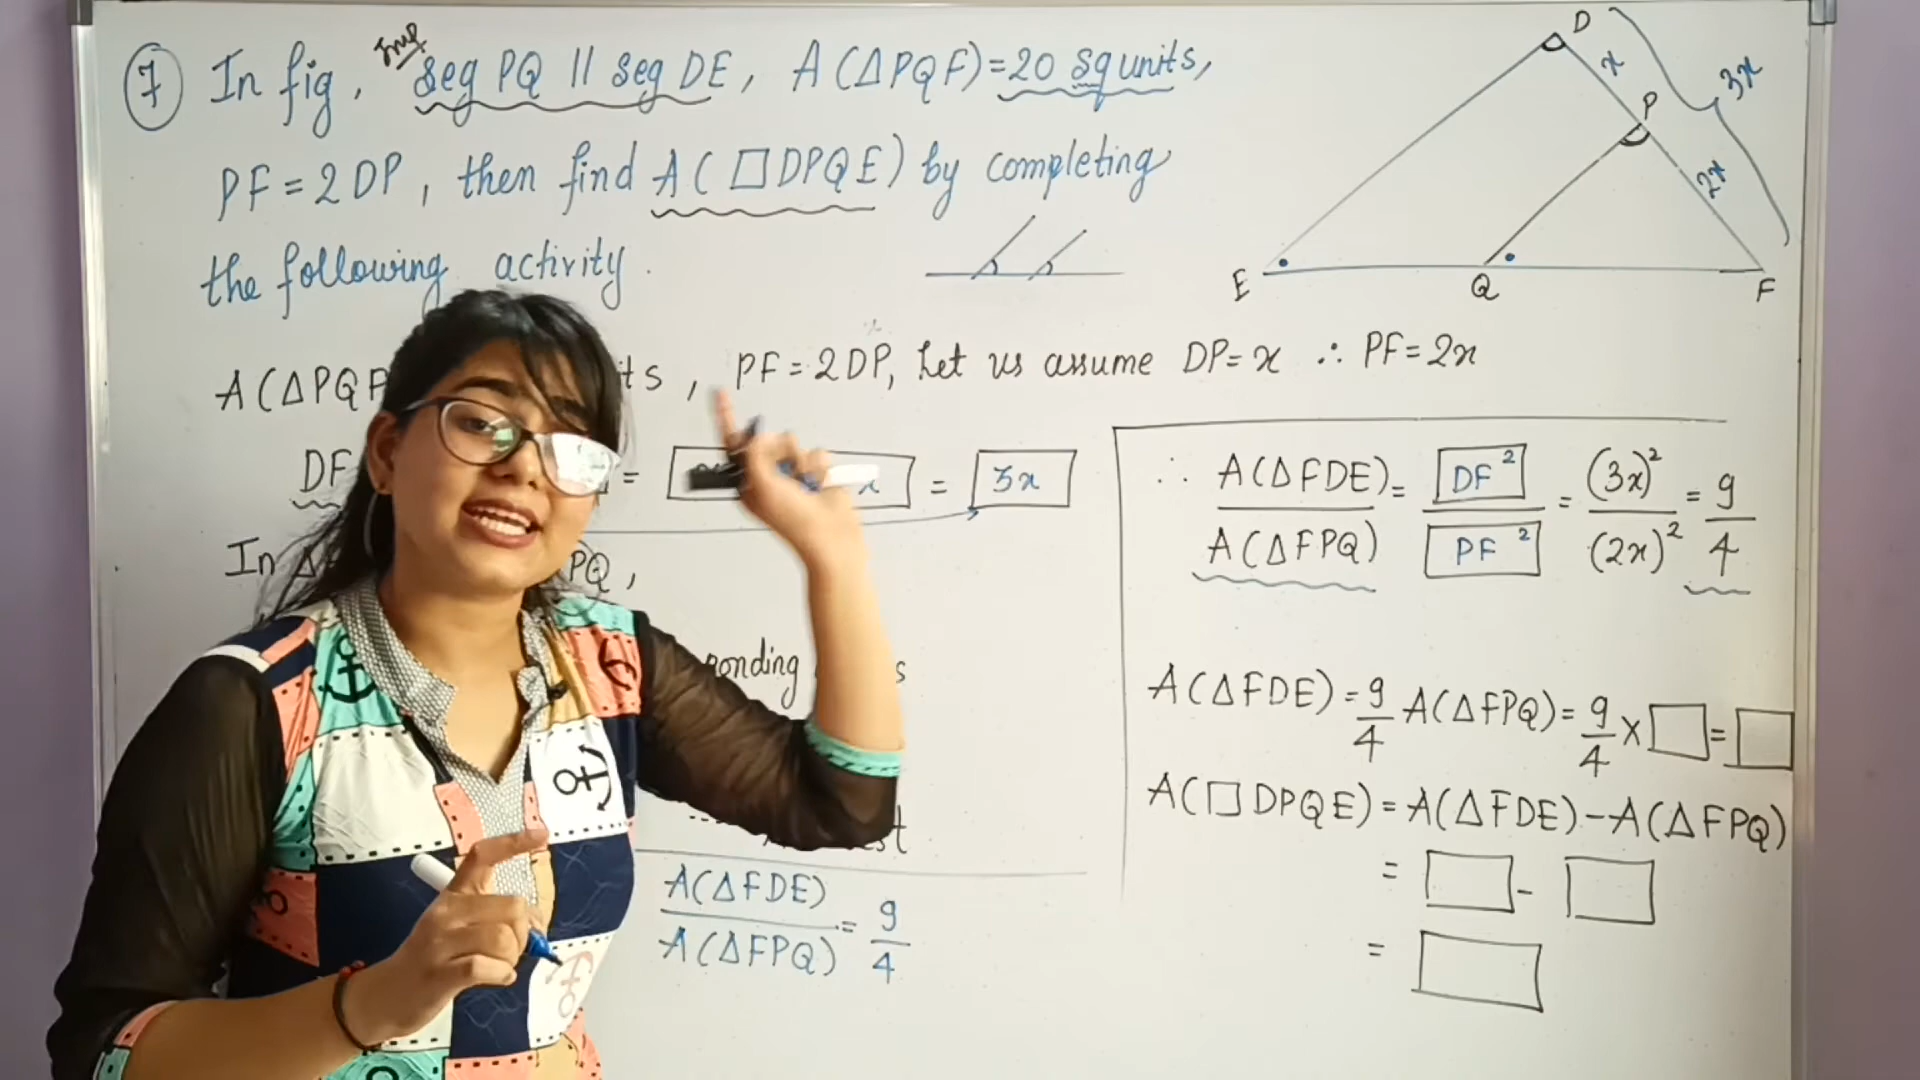 7 In fig, Imp seg PQ || seg DE, A(△PQF)=20 sq units,
PF = 2DP, then find A(□DPQE) by completing
the following activity.
D
x
3x
P
2x
E
Q
F
A(△PQF , PF = 2DP, Let us assume DP = x ∴ PF = 2x
DF = x = 3x
In △ PQ,
∴ A(△FDE) = DF² = (3x)² = 9
A(△FPQ) PF² (2x)² 4
A(△FDE) = 9/4 A(△FPQ) = 9/4 × □ = □
A(□DPQE) = A(△FDE) - A(△FPQ)
= □ - □
= □
A(△FDE) = 9
A(△FPQ) 4